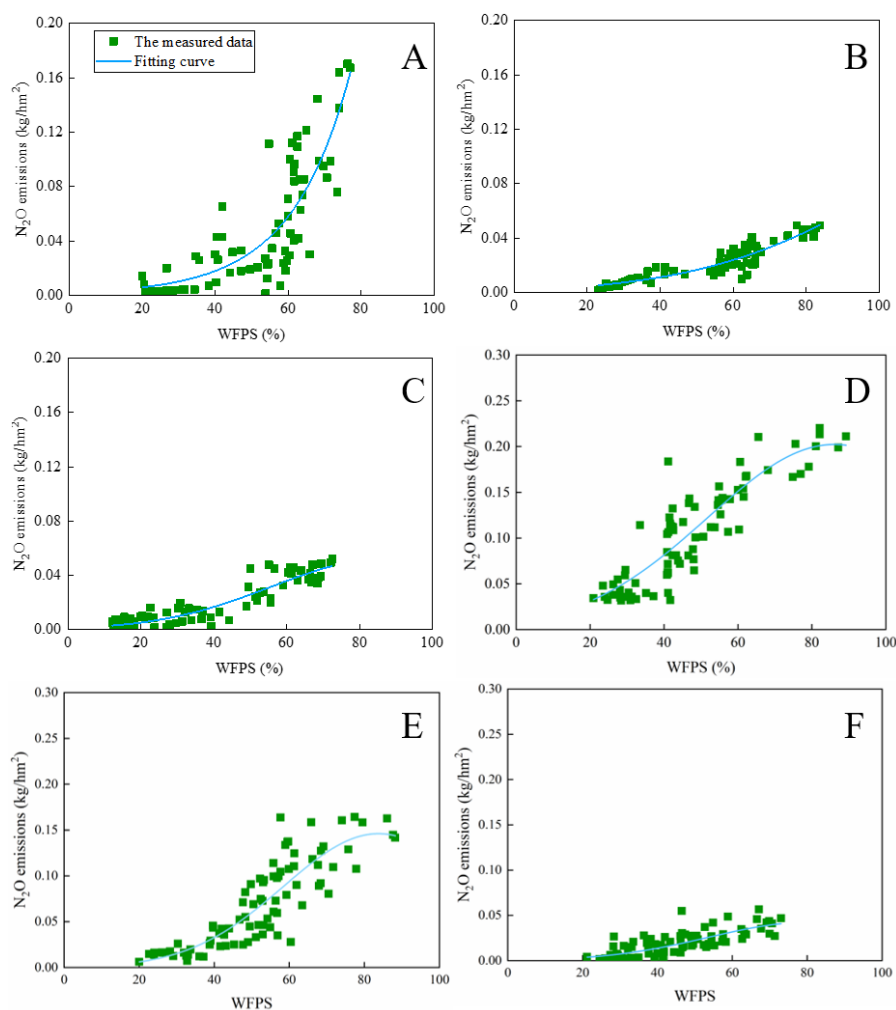 0.20
0.16
0.12
0.08
0.04
0.00
N₂O emissions (kg/hm²)
The measured data
Fitting curve
A
0 20 40 60 80 100
WFPS (%)
0.20
0.16
0.12
0.08
0.04
0.00
N₂O emissions (kg/hm²)
B
0 20 40 60 80 100
WFPS (%)
0.20
0.16
0.12
0.08
0.04
0.00
N₂O emissions (kg/hm²)
C
0 20 40 60 80 100
WFPS (%)
0.30
0.25
0.20
0.15
0.10
0.05
0.00
N₂O emissions (kg/hm²)
D
0 20 40 60 80 100
WFPS (%)
0.30
0.25
0.20
0.15
0.10
0.05
0.00
N₂O emissions (kg/hm²)
E
0 20 40 60 80 100
WFPS
0.30
0.25
0.20
0.15
0.10
0.05
0.00
N₂O emissions (kg/hm²)
F
0 20 40 60 80 100
WFPS